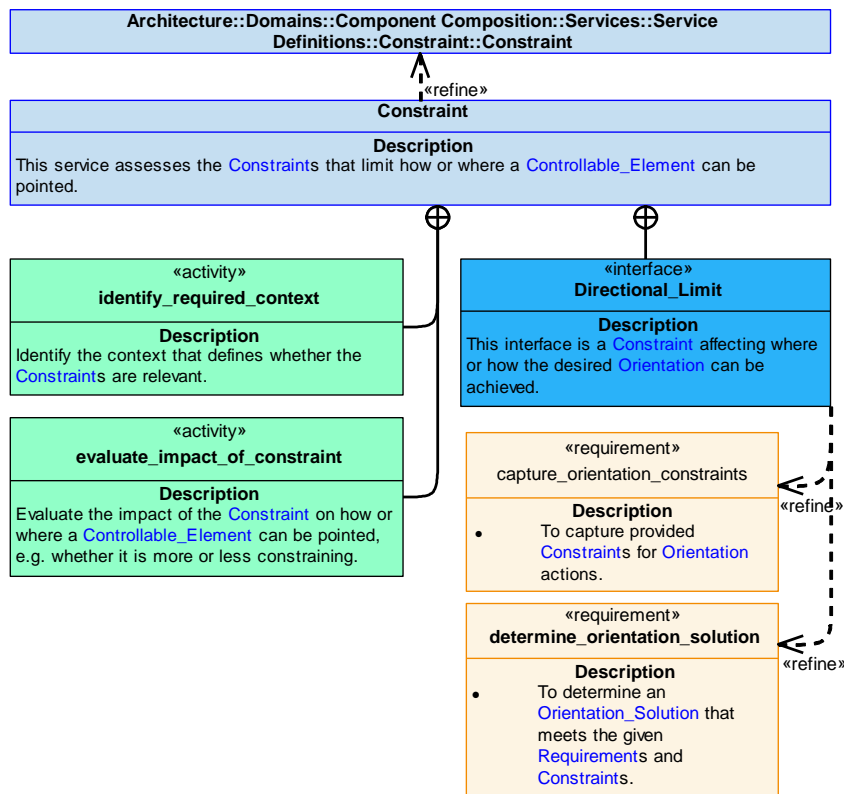 Architecture::Domains::Component Composition::Services::Service
Definitions::Constraint::Constraint
«refine»
Constraint
Description
This service assesses the Constraints that limit how or where a Controllable_Element can be
pointed.
«activity»
identify_required_context
Description
Identify the context that defines whether the
Constraints are relevant.
«interface»
Directional_Limit
Description
This interface is a Constraint affecting where
or how the desired Orientation can be
achieved.
«activity»
evaluate_impact_of_constraint
Description
Evaluate the impact of the Constraint on how or
where a Controllable_Element can be pointed,
e.g. whether it is more or less constraining.
«requirement»
capture_orientation_constraints
Description
• To capture provided
Constraints for Orientation
actions.
«refine»
«requirement»
determine_orientation_solution
Description
• To determine an
Orientation_Solution that
meets the given
Requirements and
Constraints.
«refine»